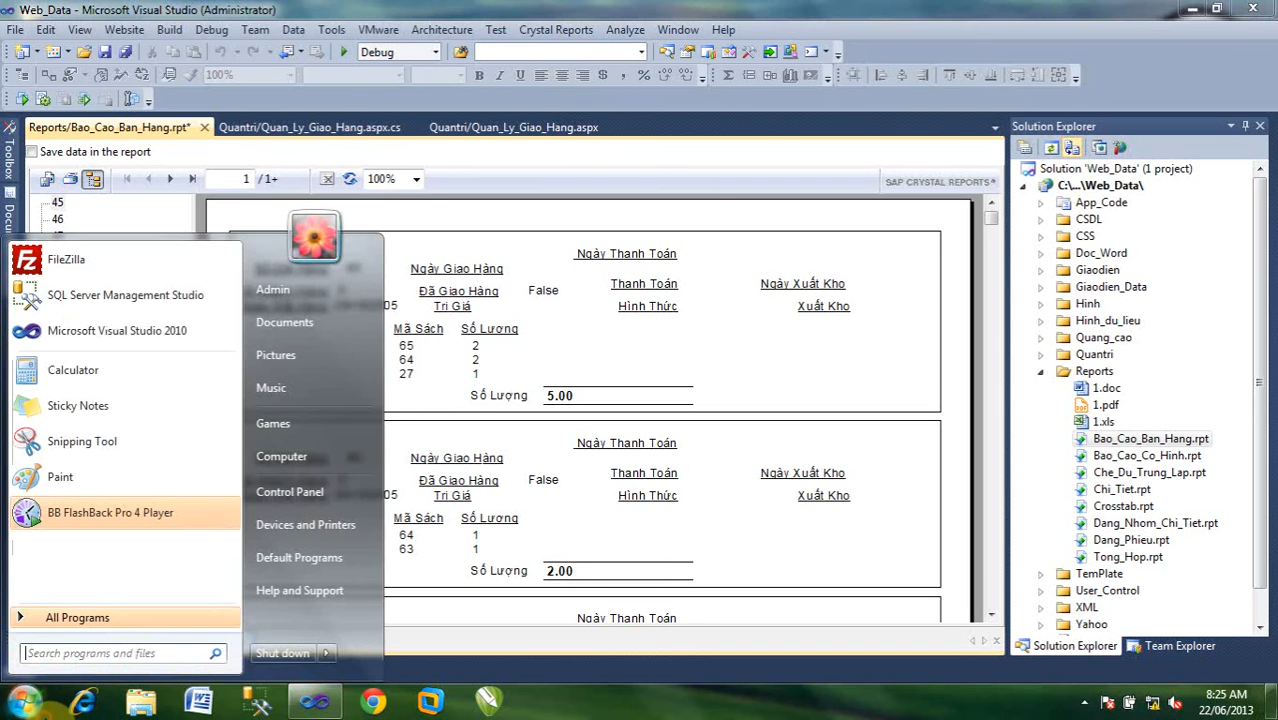 Web_Data - Microsoft Visual Studio (Administrator)
File Edit View Website Build Debug Team Data Tools VMware Architecture Test Crystal Reports Analyze Window Help
Debug
100%
Reports/Bao_Cao_Ban_Hang.rpt* Quantri/Quan_Ly_Giao_Hang.aspx.cs Quantri/Quan_Ly_Giao_Hang.aspx
Save data in the report
1 /1+ 100% SAP CRYSTAL REPORTS®
45
46
Ngày Thanh Toán
Ngày Giao Hàng
Đã Giao Hàng False Thanh Toán Ngày Xuất Kho
05 Trị Giá Hình Thức Xuất Kho
Mã Sách Số Lượng
65 2
64 2
27 1
Số Lượng 5.00
Ngày Thanh Toán
Ngày Giao Hàng
Đã Giao Hàng False Thanh Toán Ngày Xuất Kho
05 Trị Giá Hình Thức Xuất Kho
Mã Sách Số Lượng
64 1
63 1
Số Lượng 2.00
Ngày Thanh Toán
FileZilla
SQL Server Management Studio
Microsoft Visual Studio 2010
Calculator
Sticky Notes
Snipping Tool
Paint
BB FlashBack Pro 4 Player
All Programs
Search programs and files
Admin
Documents
Pictures
Music
Games
Computer
Control Panel
Devices and Printers
Default Programs
Help and Support
Shut down
Solution Explorer
Solution 'Web_Data' (1 project)
C:\...\Web_Data\
App_Code
CSDL
CSS
Doc_Word
Giaodien
Giaodien_Data
Hinh
Hinh_du_lieu
Quang_cao
Quantri
Reports
1.doc
1.pdf
1.xls
Bao_Cao_Ban_Hang.rpt
Bao_Cao_Co_Hinh.rpt
Che_Du_Trung_Lap.rpt
Chi_Tiet.rpt
Crosstab.rpt
Dang_Nhom_Chi_Tiet.rpt
Dang_Phieu.rpt
Tong_Hop.rpt
TemPlate
User_Control
XML
Yahoo
Solution Explorer Team Explorer
8:25 AM
22/06/2013